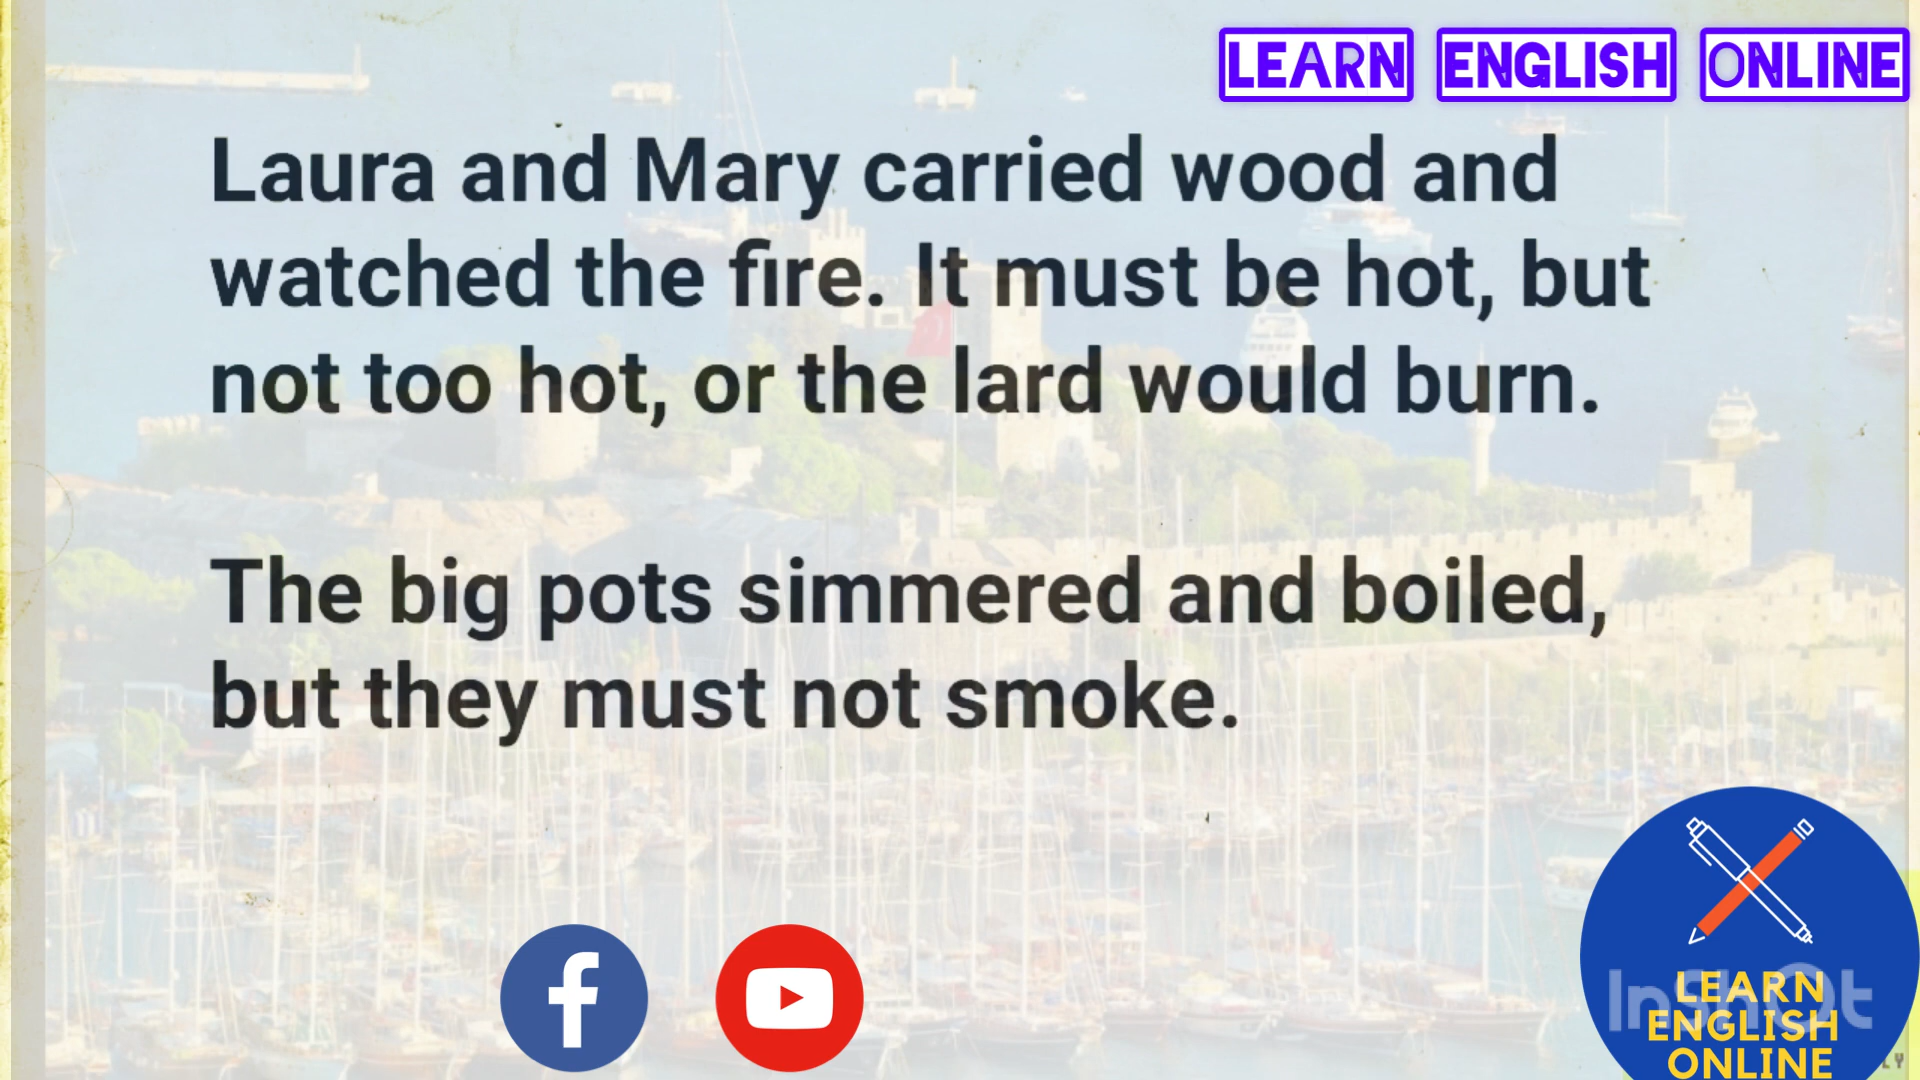 LEARN ENGLISH ONLINE
Laura and Mary carried wood and
watched the fire. It must be hot, but
not too hot, or the lard would burn.
The big pots simmered and boiled,
but they must not smoke.
InShOt
LEARN
ENGLISH
ONLINE